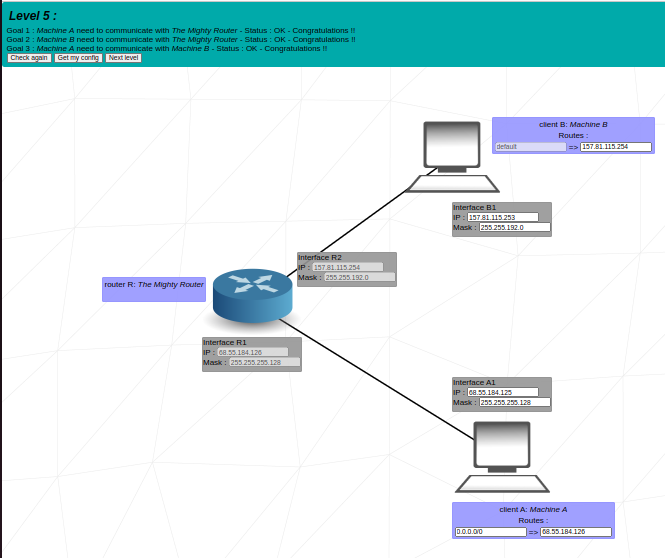 Level 5 :
Goal 1 : Machine A need to communicate with The Mighty Router - Status : OK - Congratulations !!
Goal 2 : Machine B need to communicate with The Mighty Router - Status : OK - Congratulations !!
Goal 3 : Machine A need to communicate with Machine B - Status : OK - Congratulations !!
Check again Get my config Next level
client B: Machine B
Routes :
default => 157.81.115.254
Interface B1
IP : 157.81.115.253
Mask : 255.255.192.0
Interface R2
IP : 157.81.115.254
Mask : 255.255.192.0
router R: The Mighty Router
Interface R1
IP : 68.55.184.126
Mask : 255.255.255.128
Interface A1
IP : 68.55.184.125
Mask : 255.255.255.128
client A: Machine A
Routes :
0.0.0.0/0 => 68.55.184.126